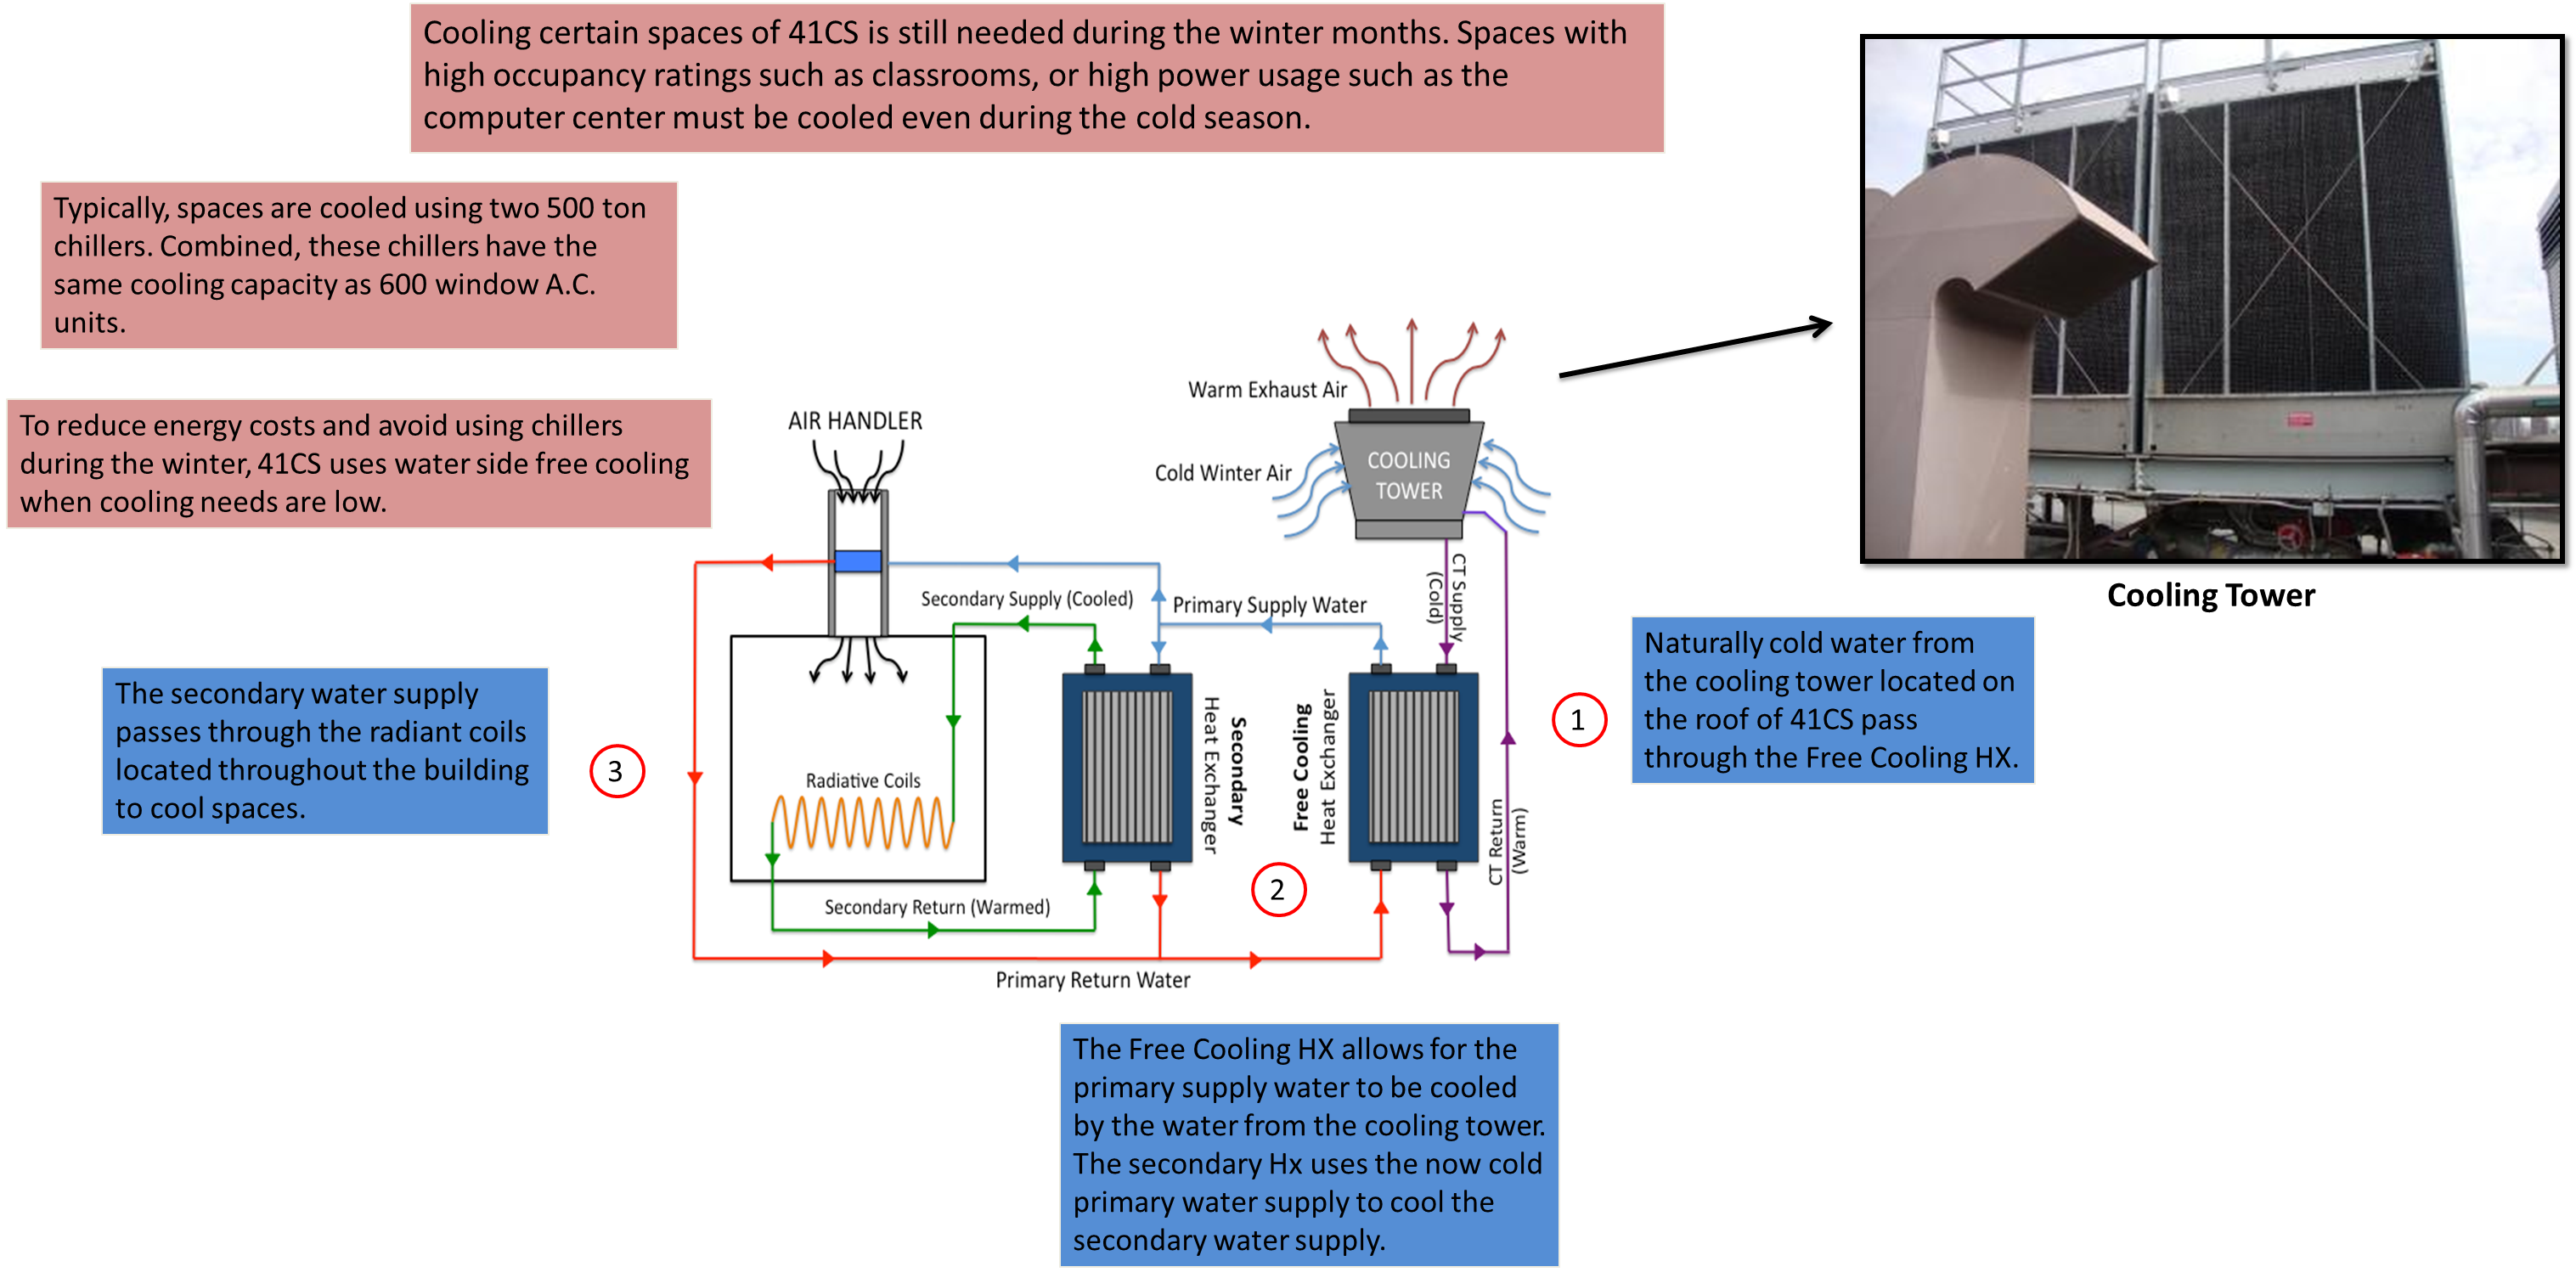 Cooling certain spaces of 41CS is still needed during the winter months. Spaces with
high occupancy ratings such as classrooms, or high power usage such as the
computer center must be cooled even during the cold season.
Typically, spaces are cooled using two 500 ton
chillers. Combined, these chillers have the
same cooling capacity as 600 window A.C.
units.
To reduce energy costs and avoid using chillers
during the winter, 41CS uses water side free cooling
when cooling needs are low.
AIR HANDLER
Warm Exhaust Air
Cold Winter Air
COOLING
TOWER
Cooling Tower
CT Supply
(Cold)
Secondary Supply (Cooled)
Primary Supply Water
Naturally cold water from
the cooling tower located on
the roof of 41CS pass
through the Free Cooling HX.
1
The secondary water supply
passes through the radiant coils
located throughout the building
to cool spaces.
3
Radiative Coils
Secondary
Heat Exchanger
Free Cooling
Heat Exchanger
CT Return
(Warm)
2
Secondary Return (Warmed)
Primary Return Water
The Free Cooling HX allows for the
primary supply water to be cooled
by the water from the cooling tower.
The secondary Hx uses the now cold
primary water supply to cool the
secondary water supply.